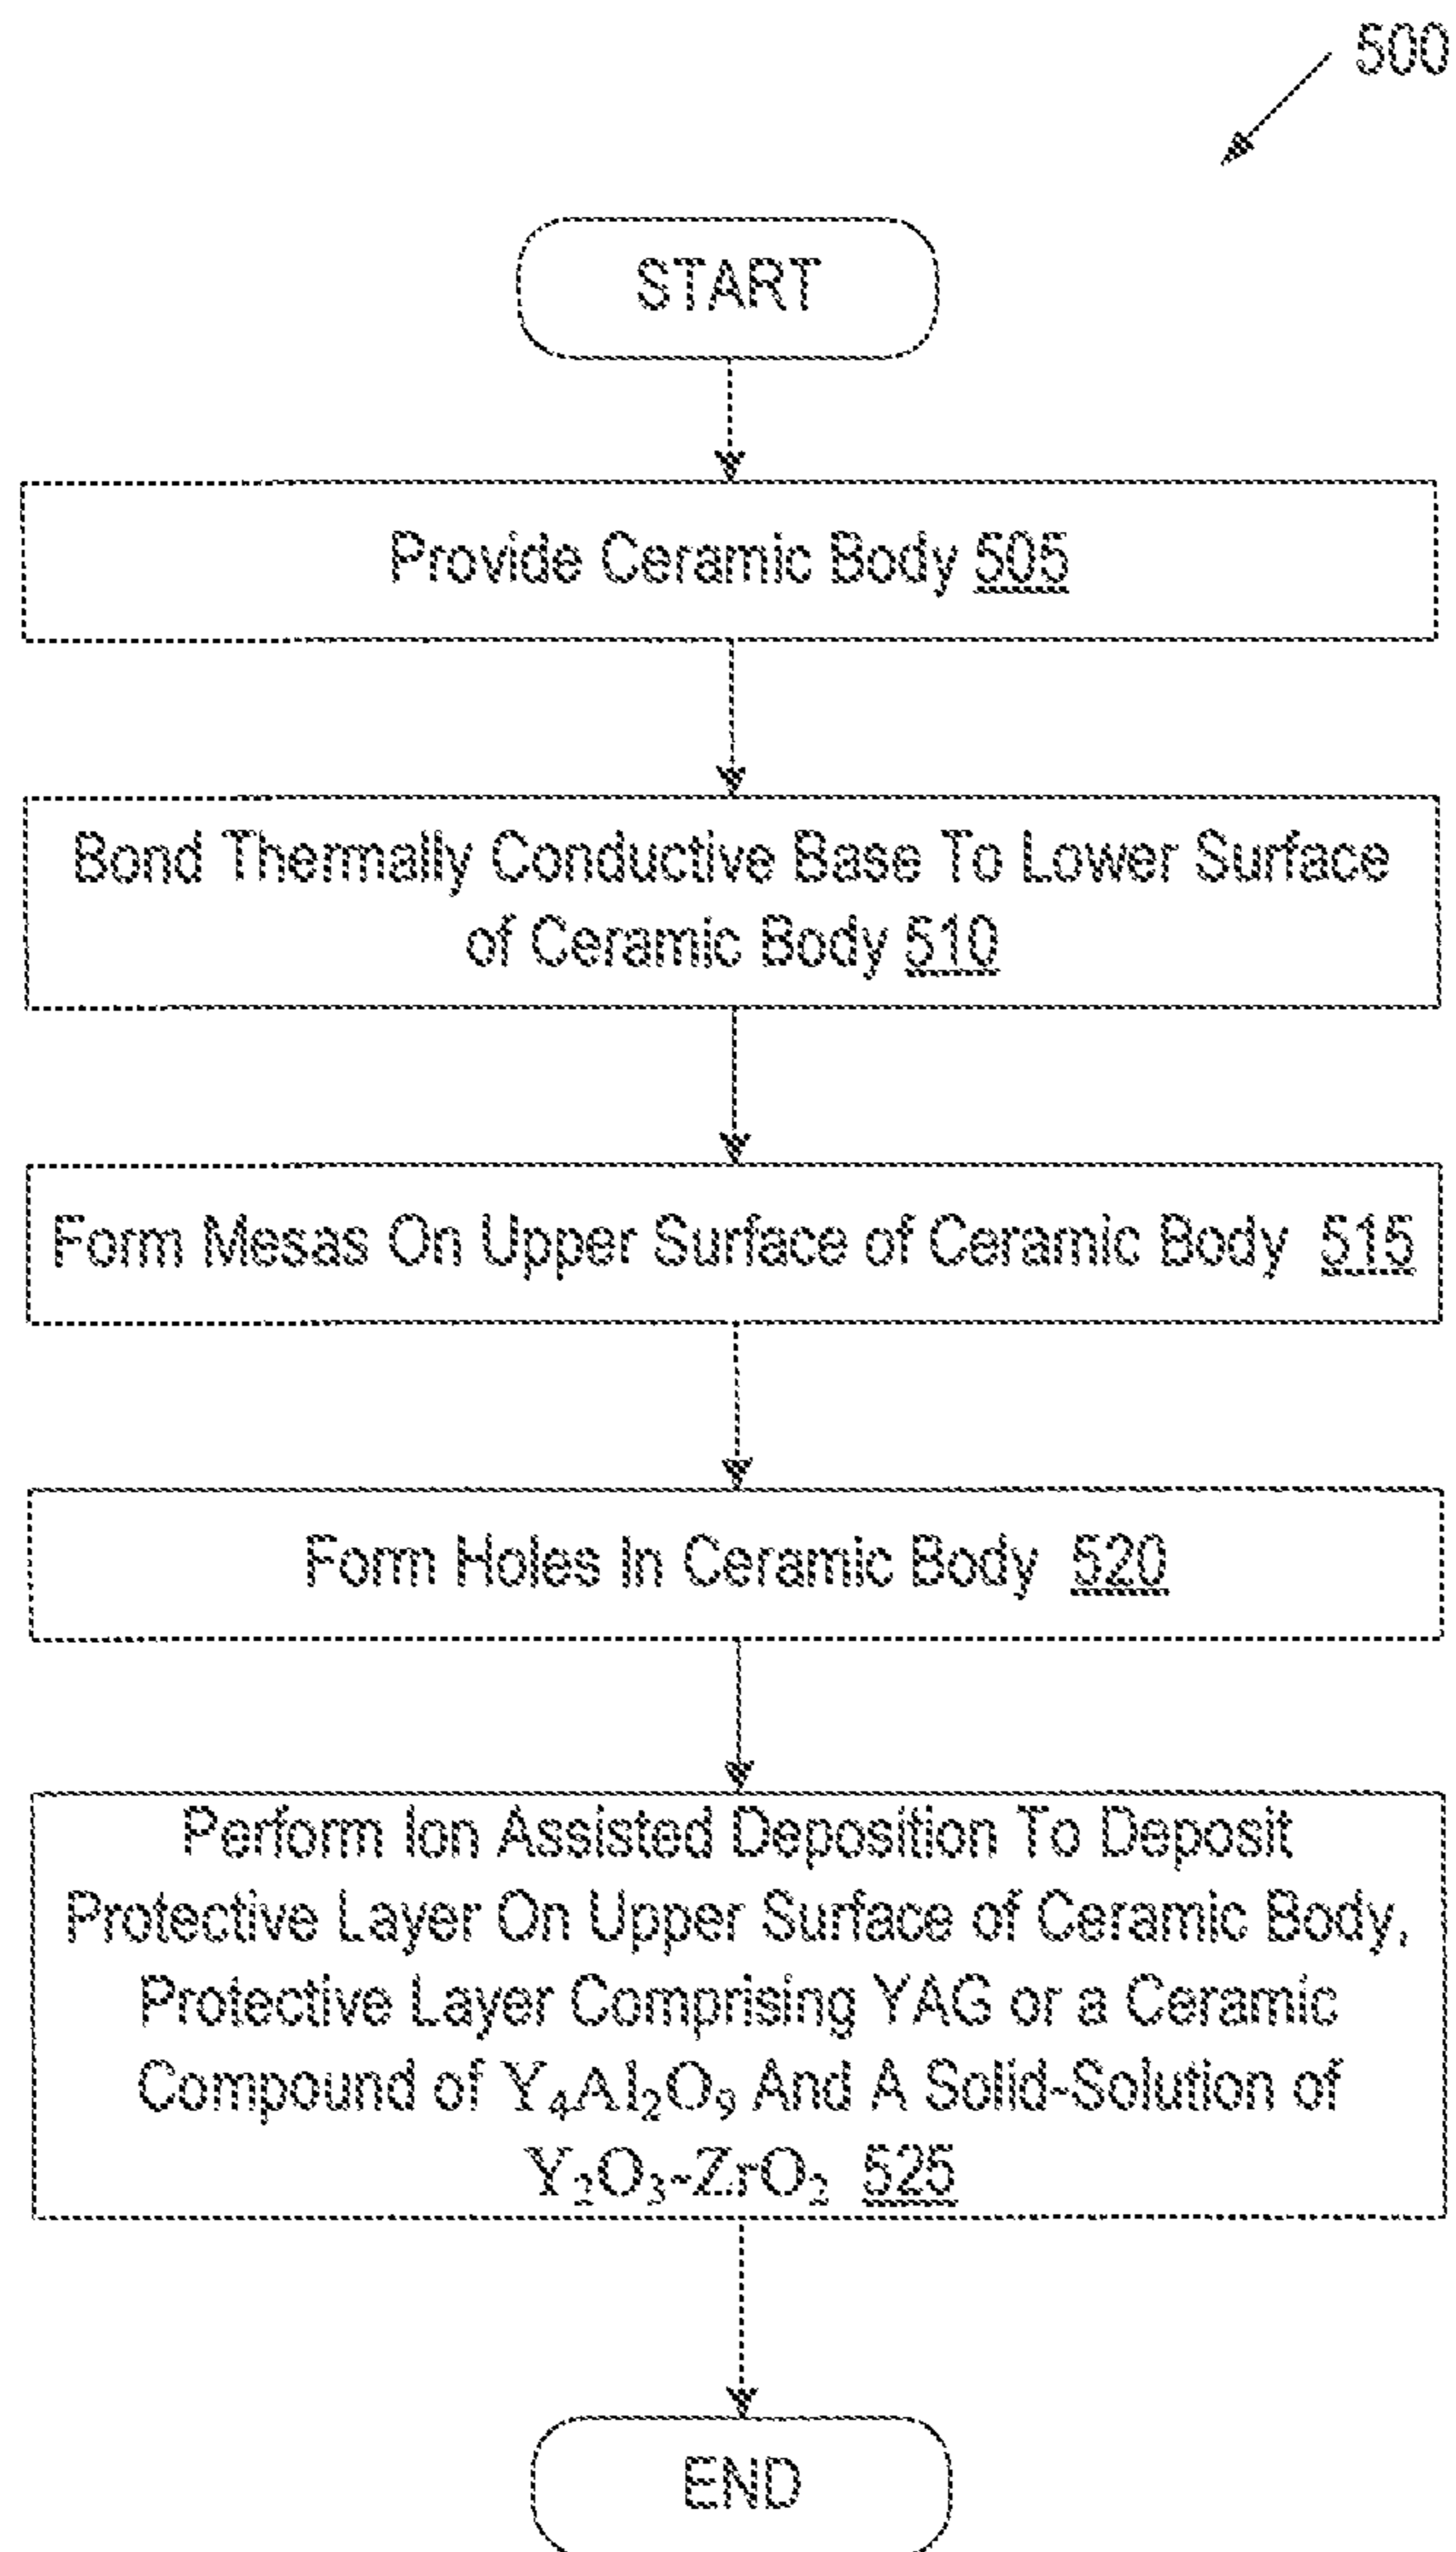 500
START
Provide Ceramic Body 505
Bond Thermally Conductive Base To Lower Surface
of Ceramic Body 510
Form Mesas On Upper Surface of Ceramic Body 515
Form Holes In Ceramic Body 520
Perform Ion Assisted Deposition To Deposit
Protective Layer On Upper Surface of Ceramic Body,
Protective Layer Comprising YAG or a Ceramic
Compound of Y₄Al₂O₉ And A Solid-Solution of
Y₂O₃-ZrO₂ 525
END